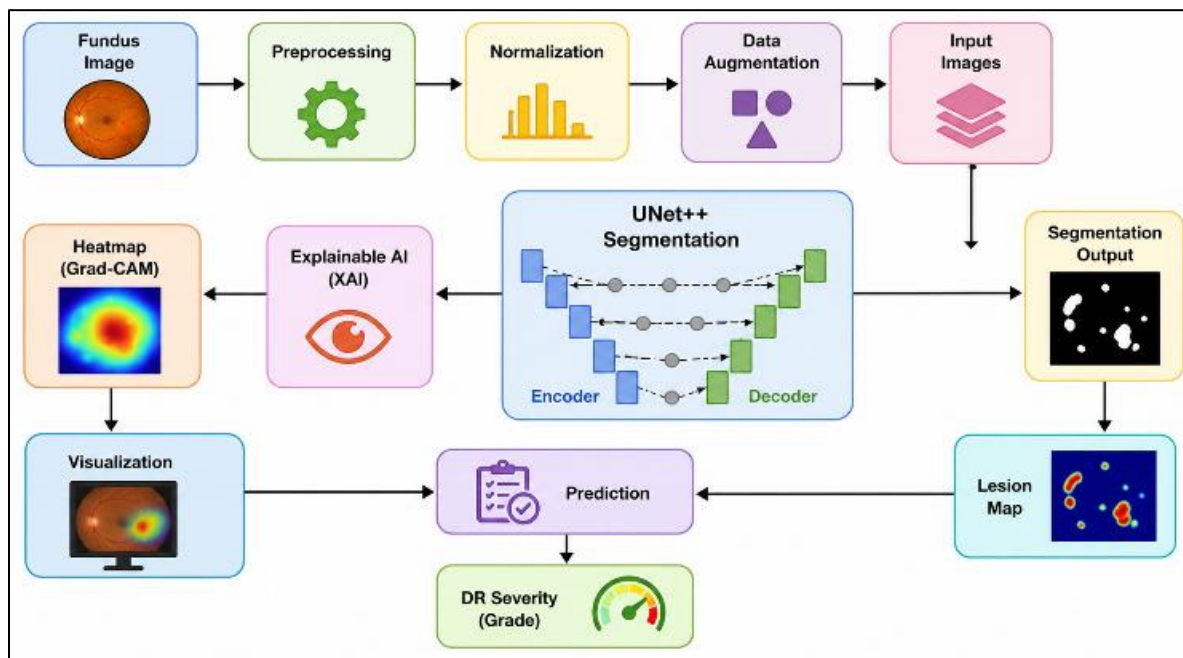 Fundus
Image
Preprocessing
Normalization
Data
Augmentation
Input
Images
Heatmap
(Grad-CAM)
Explainable AI
(XAI)
UNet++
Segmentation
Encoder
Decoder
Segmentation
Output
Visualization
Prediction
Lesion
Map
DR Severity
(Grade)